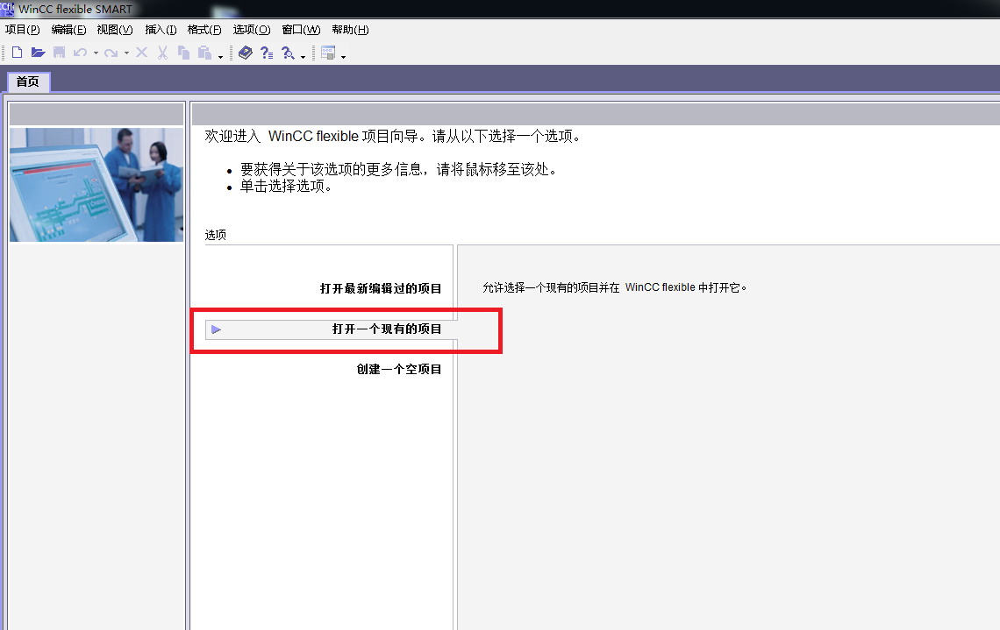 WinCC flexible SMART
项目(P) 编辑(E) 视图(V) 插入(I) 格式(F) 选项(O) 窗口(W) 帮助(H)
首页
欢迎进入 WinCC flexible 项目向导。请从以下选择一个选项。
• 要获得关于该选项的更多信息，请将鼠标移至该处。
• 单击选择选项。
选项
打开最新编辑过的项目
允许选择一个现有的项目并在 WinCC flexible 中打开它。
打开一个现有的项目
创建一个空项目